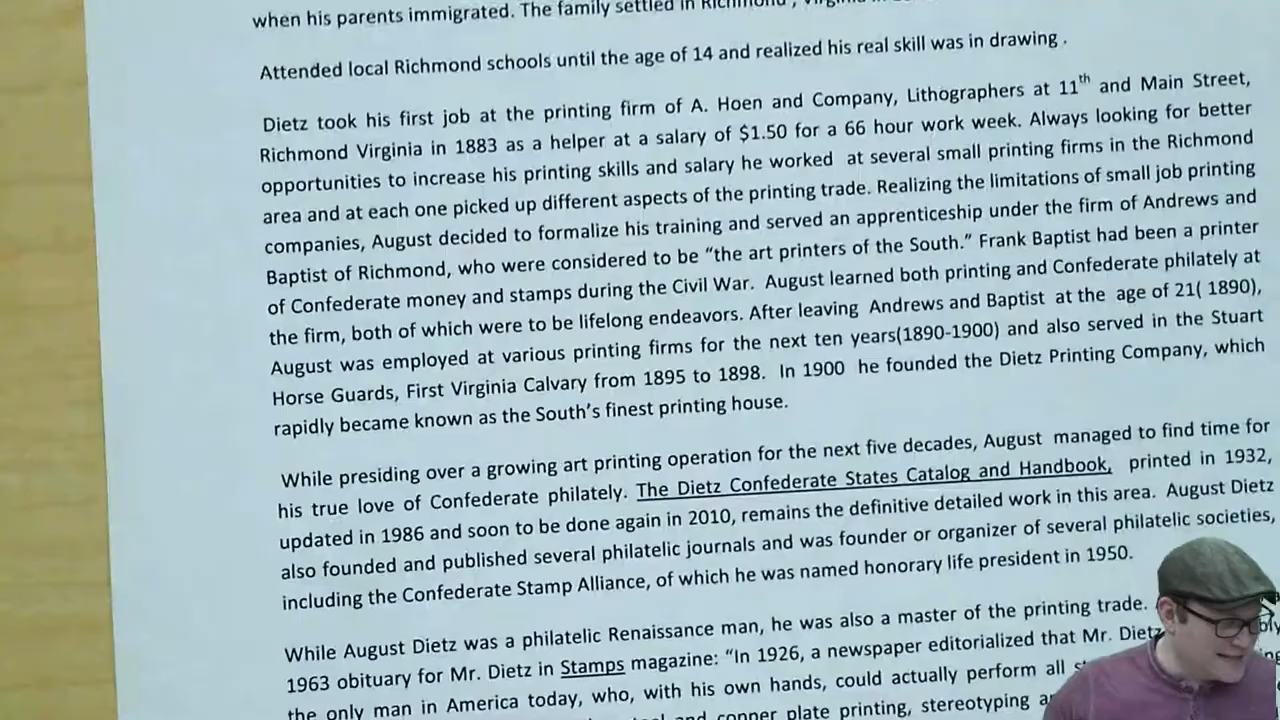 when his parents immigrated. The family settled in Richmond , Virginia in
Attended local Richmond schools until the age of 14 and realized his real skill was in drawing .
Dietz took his first job at the printing firm of A. Hoen and Company, Lithographers at 11th and Main Street,
Richmond Virginia in 1883 as a helper at a salary of $1.50 for a 66 hour work week. Always looking for better
opportunities to increase his printing skills and salary he worked at several small printing firms in the Richmond
area and at each one picked up different aspects of the printing trade. Realizing the limitations of small job printing
companies, August decided to formalize his training and served an apprenticeship under the firm of Andrews and
Baptist of Richmond, who were considered to be “the art printers of the South.” Frank Baptist had been a printer
of Confederate money and stamps during the Civil War. August learned both printing and Confederate philately at
the firm, both of which were to be lifelong endeavors. After leaving Andrews and Baptist at the age of 21( 1890),
August was employed at various printing firms for the next ten years(1890-1900) and also served in the Stuart
Horse Guards, First Virginia Calvary from 1895 to 1898. In 1900 he founded the Dietz Printing Company, which
rapidly became known as the South’s finest printing house.
While presiding over a growing art printing operation for the next five decades, August managed to find time for
his true love of Confederate philately. The Dietz Confederate States Catalog and Handbook, printed in 1932,
updated in 1986 and soon to be done again in 2010, remains the definitive detailed work in this area. August Dietz
also founded and published several philatelic journals and was founder or organizer of several philatelic societies,
including the Confederate Stamp Alliance, of which he was named honorary life president in 1950.
While August Dietz was a philatelic Renaissance man, he was also a master of the printing trade.
1963 obituary for Mr. Dietz in Stamps magazine: “In 1926, a newspaper editorialized that Mr. Dietz
the only man in America today, who, with his own hands, could actually perform all
and copper plate printing, stereotyping